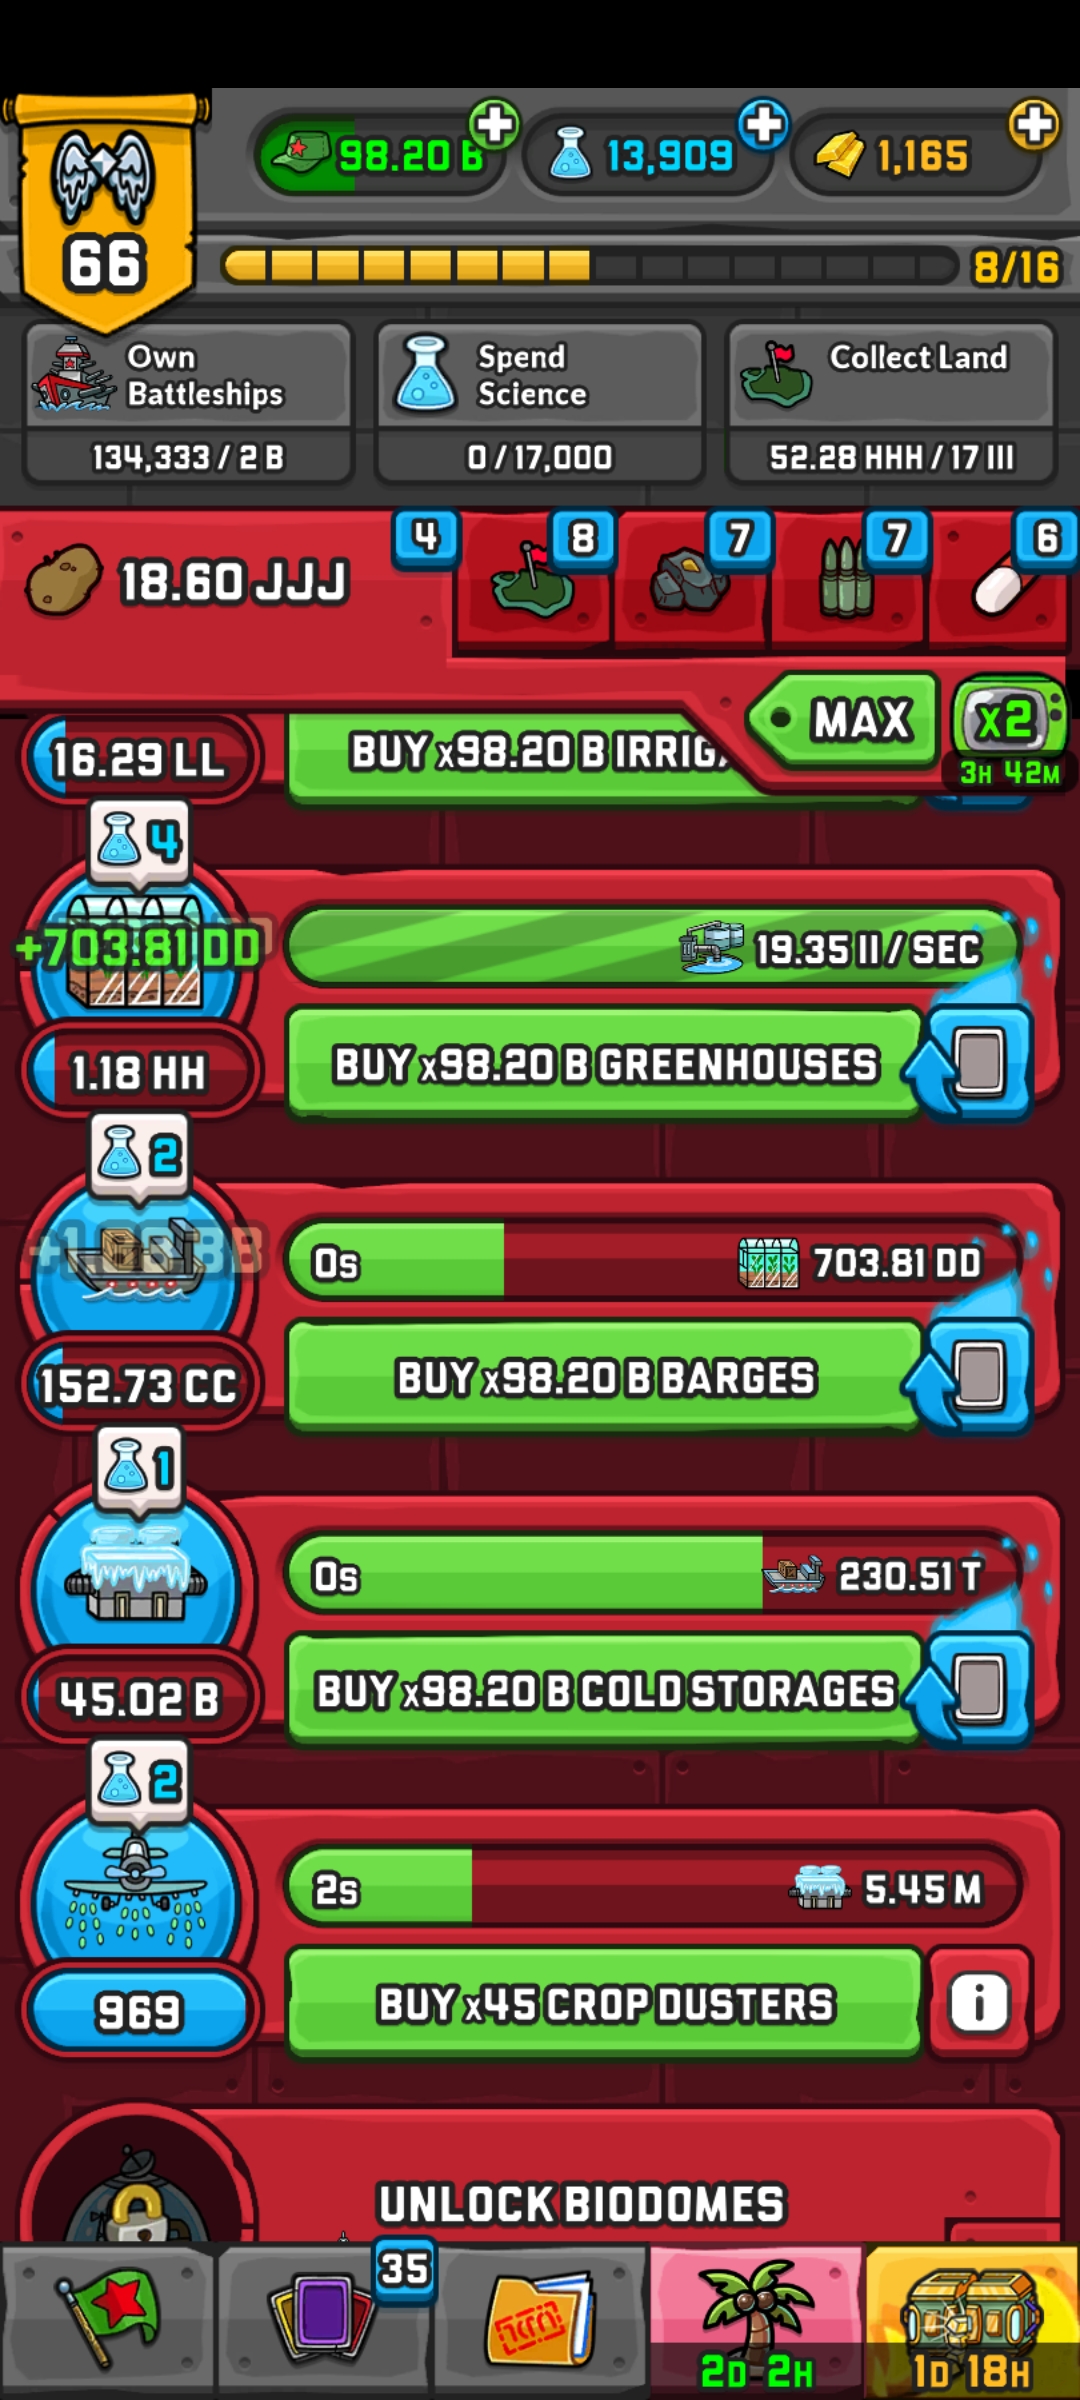 98.20 B
13,909
1,165
66
8/16
Own
Battleships
134,333 / 2 B
Spend
Science
0 / 17,000
Collect Land
52.28 HHH / 17 III
18.60 JJJ
4
8
7
7
6
MAX
x2
3H 42M
16.29 LL
BUY x98.20 B
4
+703.81 DD
19.35 II / SEC
1.18 HH
BUY x98.20 B GREENHOUSES
2
0s
703.81 DD
152.73 CC
BUY x98.20 B BARGES
1
0s
230.51 T
45.02 B
BUY x98.20 B COLD STORAGES
2
2s
5.45 M
969
BUY x45 CROP DUSTERS
i
UNLOCK BIODOMES
35
2D 2H
1D 18H